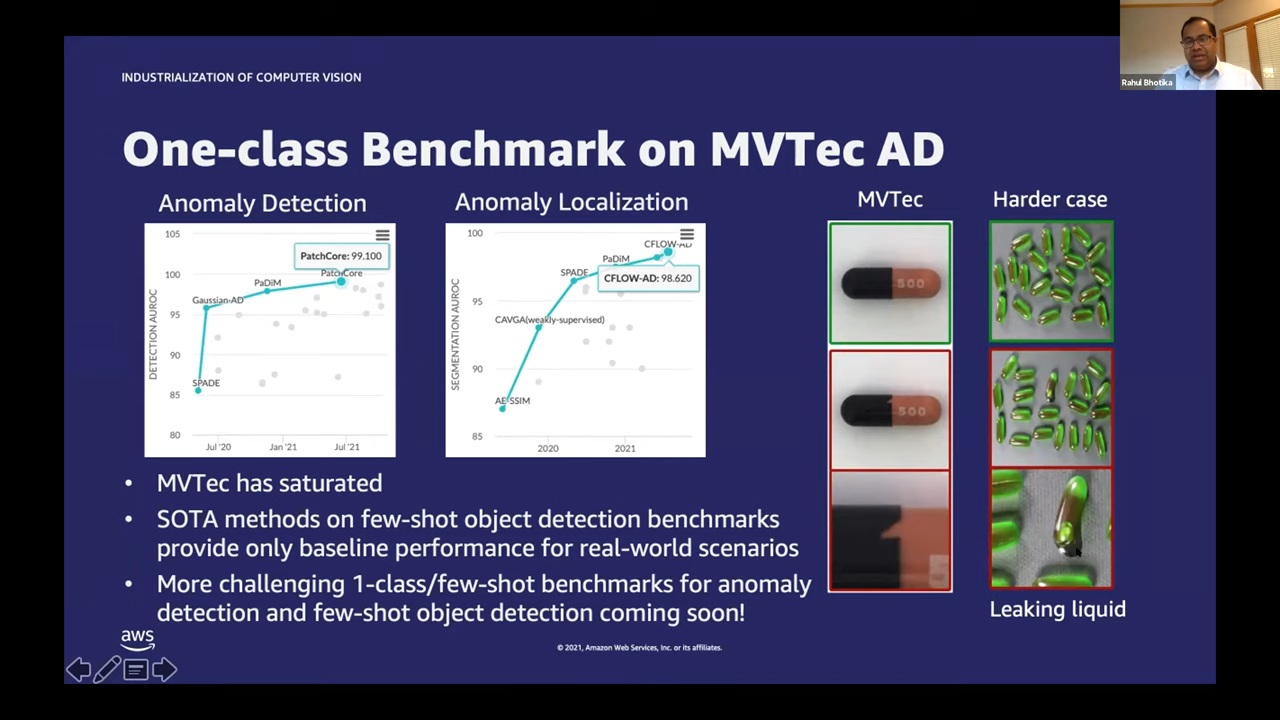 Rahul Bhotika
INDUSTRIALIZATION OF COMPUTER VISION
One-class Benchmark on MVTec AD
Anomaly Detection
105
100
95
90
85
80
DETECTION AUROC
PatchCore: 99.100
PatchCore
PaDiM
Gaussian-AD
SPADE
Jul '20
Jan '21
Jul '21
Anomaly Localization
100
95
90
85
SEGMENTATION AUROC
CFLOW-AD
PaDiM
SPADE
CFLOW-AD: 98.620
CAVGA(weakly-supervised)
AE-SSIM
2020
2021
MVTec
500
500
5
Harder case
Leaking liquid
• MVTec has saturated
• SOTA methods on few-shot object detection benchmarks
provide only baseline performance for real-world scenarios
• More challenging 1-class/few-shot benchmarks for anomaly
detection and few-shot object detection coming soon!
aws
© 2021, Amazon Web Services, Inc. or its affiliates.